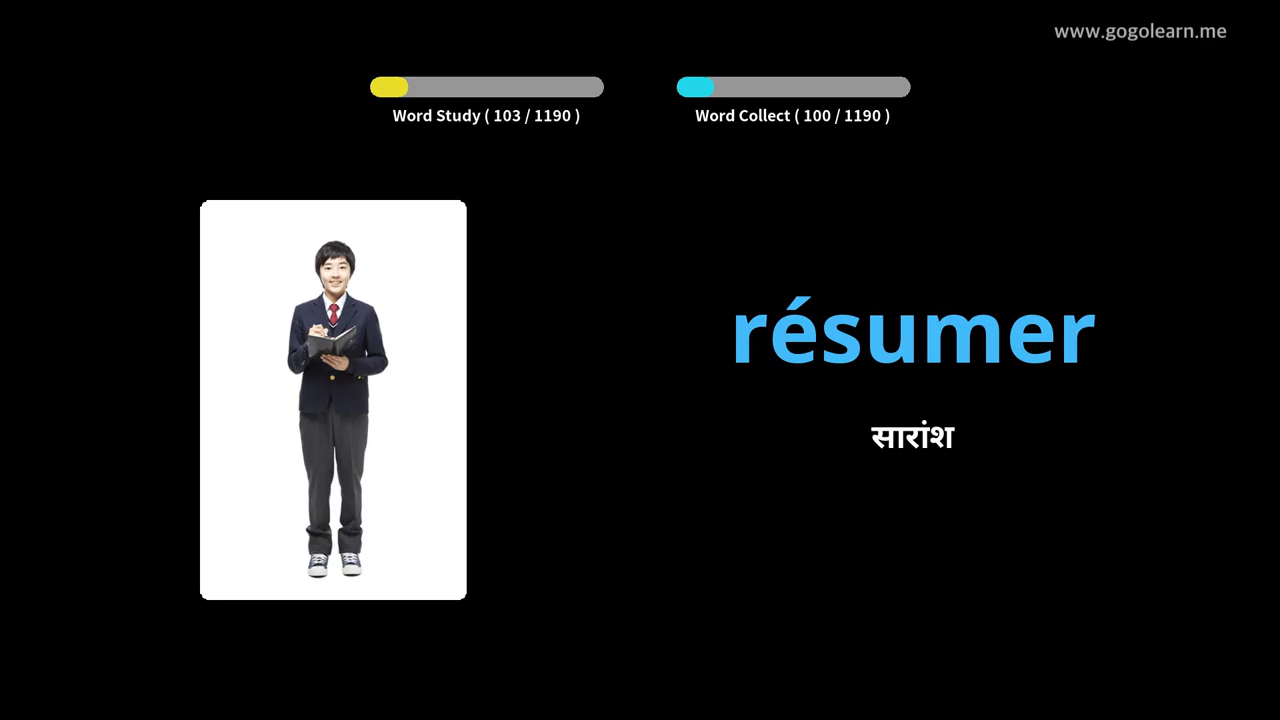 www.gogolearn.me
Word Study ( 103 / 1190 )
Word Collect ( 100 / 1190 )
résumer
सारांश